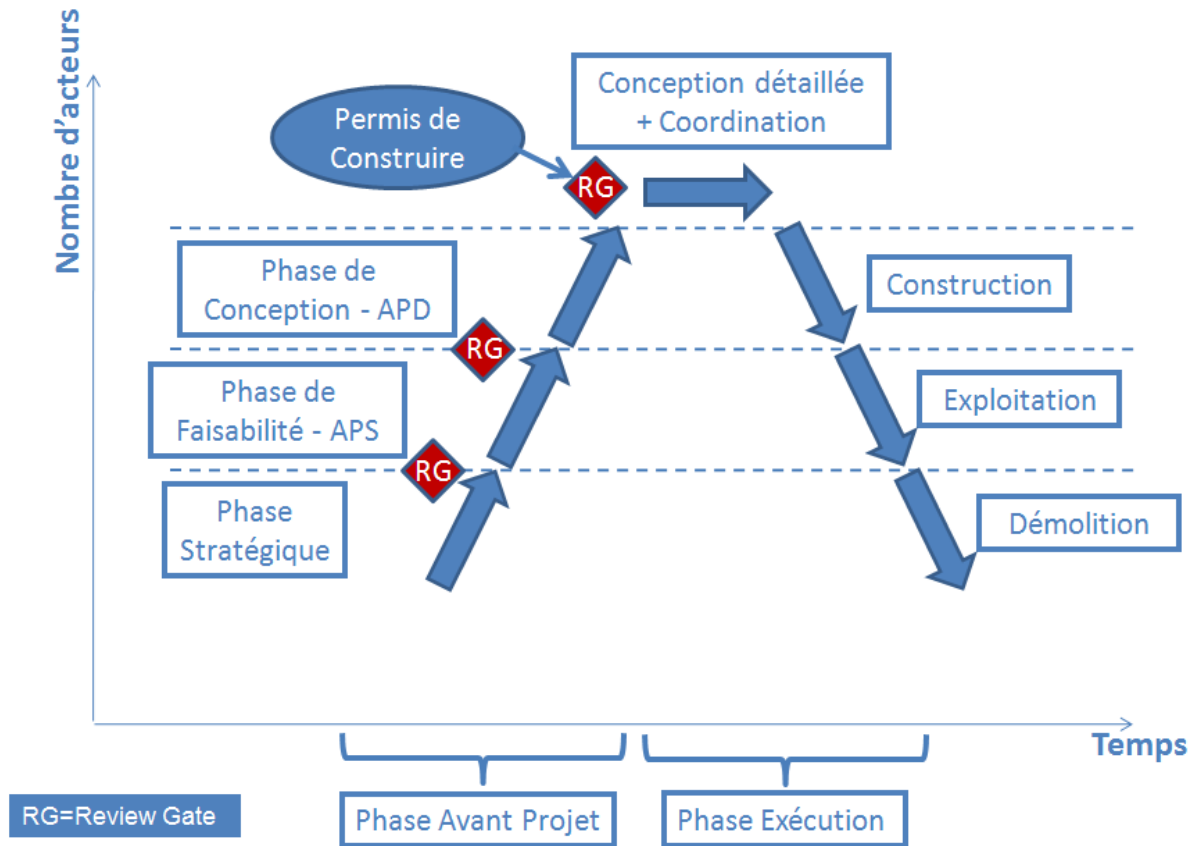 Nombre d'acteurs
Permis de
Construire
Conception détaillée
+ Coordination
RG
Phase de
Conception - APD
Construction
RG
Phase de
Faisabilité - APS
Exploitation
RG
Phase
Stratégique
Démolition
Temps
RG=Review Gate
Phase Avant Projet
Phase Exécution